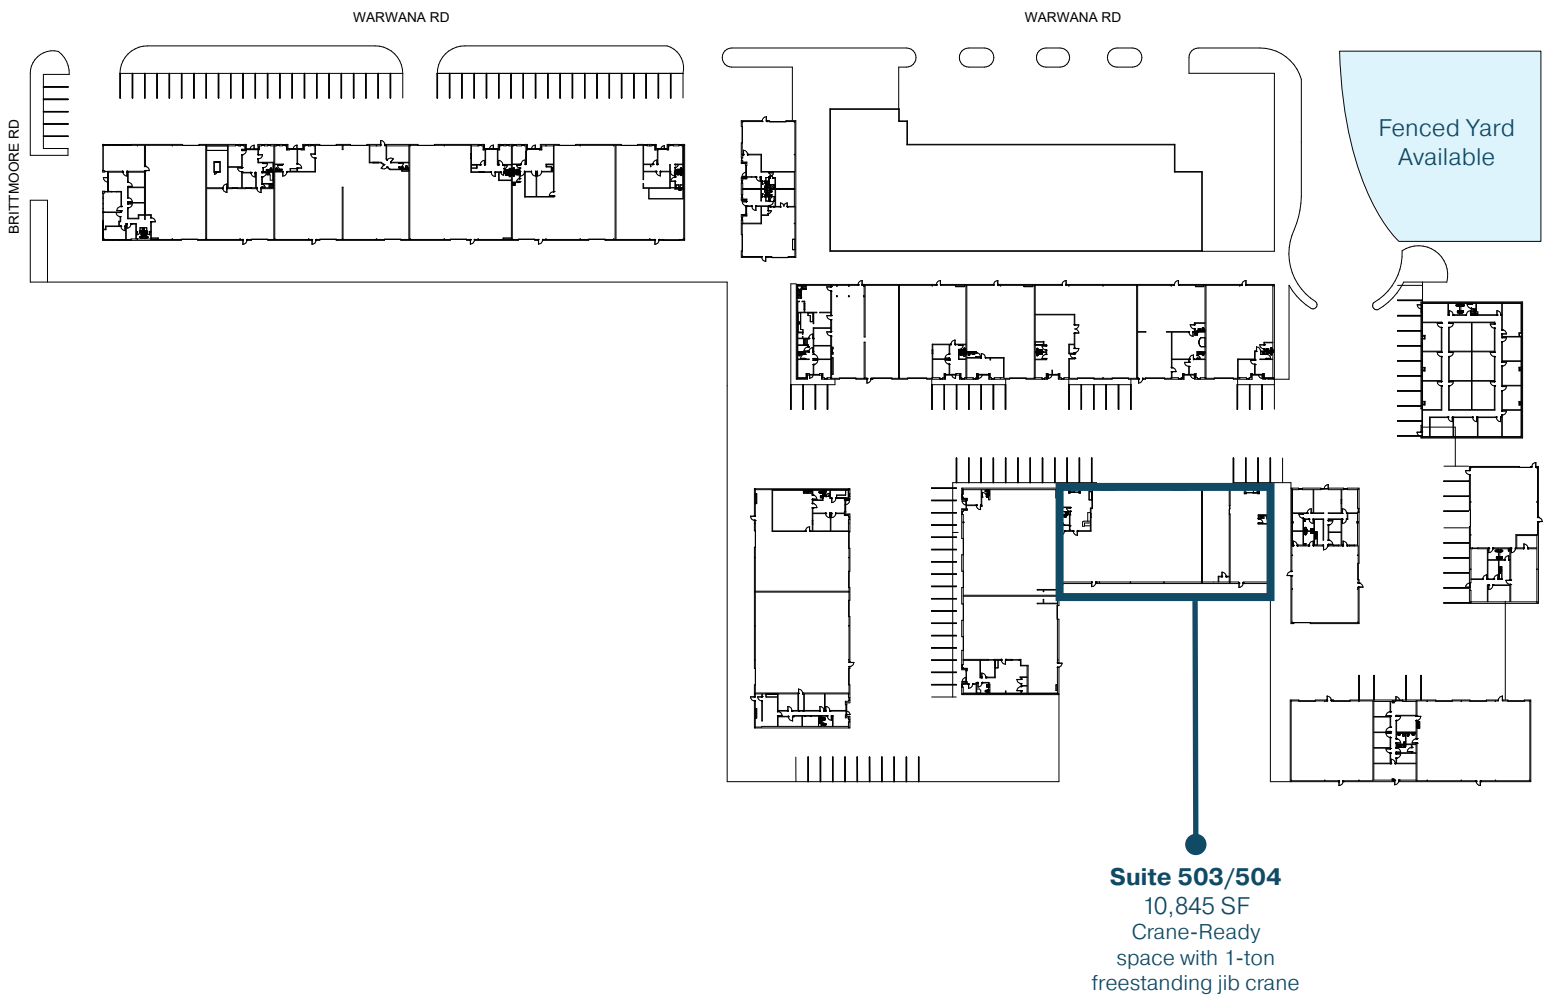 WARWANA RD
WARWANA RD
BRITTMOORE RD
Fenced Yard
Available
Suite 503/504
10,845 SF
Crane-Ready
space with 1-ton
freestanding jib crane